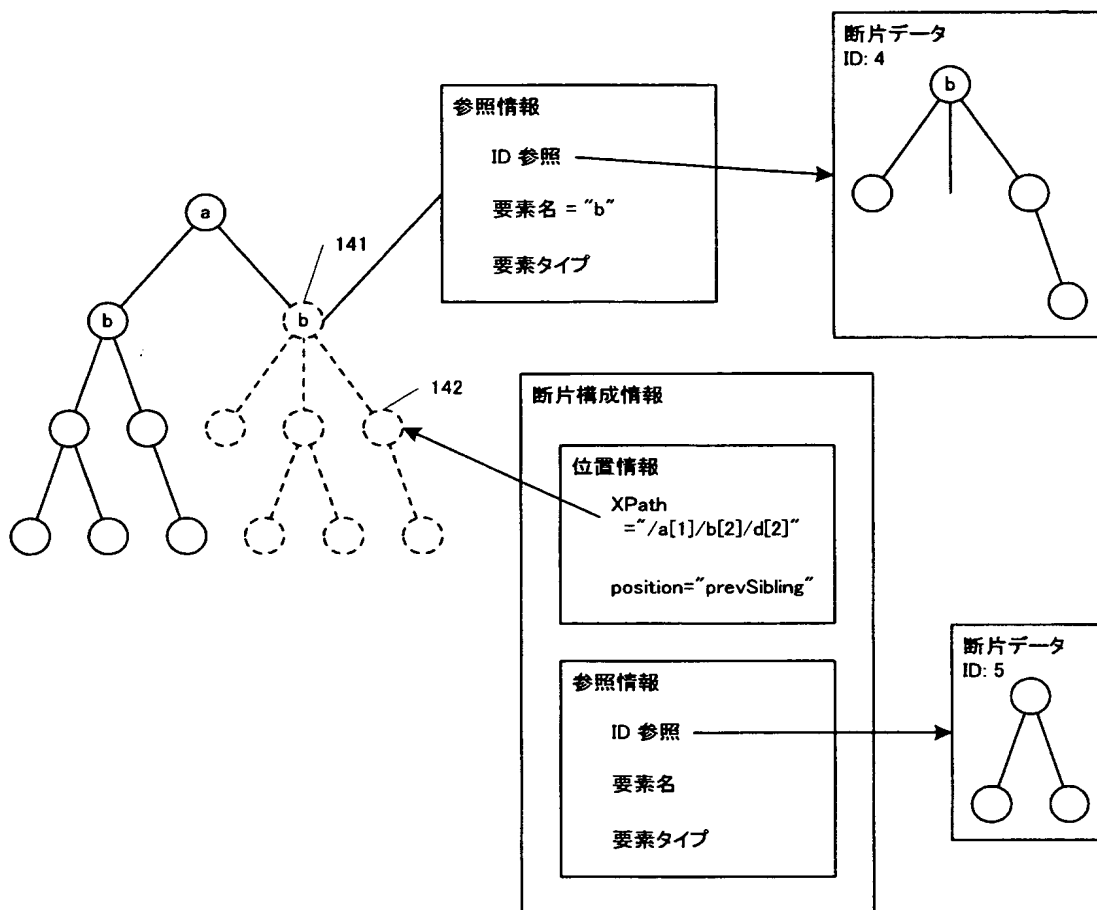 断片データ
ID: 4
b
参照情報
ID 参照
要素名 = "b"
要素タイプ
a
141
b
b
142
断片構成情報
位置情報
XPath
="/a[1]/b[2]/d[2]"
position="prevSibling"
断片データ
ID: 5
参照情報
ID 参照
要素名
要素タイプ